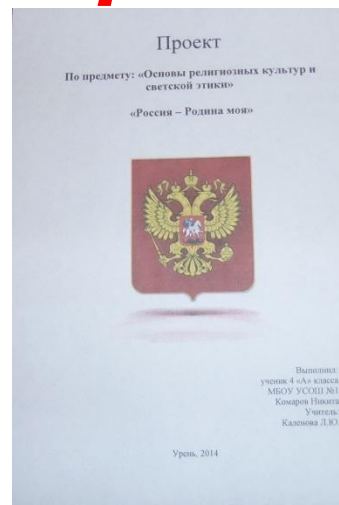 Проект
По предмету: «Основы религиозных культур и
светской этики»
«Россия – Родина моя»
Выполнил:
ученик 4 «А» класса
МБОУ УСОШ №1
Комаров Никита
Учитель:
Каленова Л.Ю.
Урень, 2014